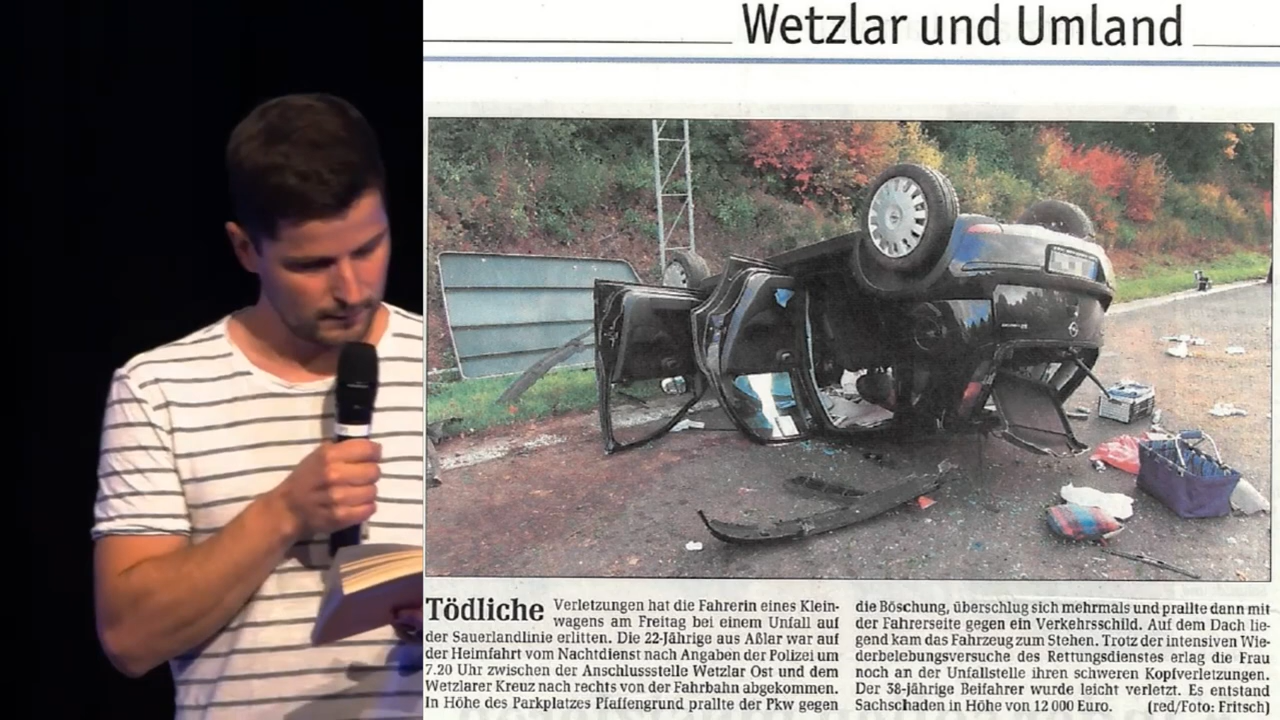 Wetzlar und Umland
Tödliche Verletzungen hat die Fahrerin eines Klein-
wagens am Freitag bei einem Unfall auf
der Sauerlandlinie erlitten. Die 22-Jährige aus Aßlar war auf
der Heimfahrt vom Nachtdienst nach Angaben der Polizei um
7.20 Uhr zwischen der Anschlussstelle Wetzlar Ost und dem
Wetzlarer Kreuz nach rechts von der Fahrbahn abgekommen.
In Höhe des Parkplatzes Pfaffengrund prallte der Pkw gegen
die Böschung, überschlug sich mehrmals und prallte dann mit
der Fahrerseite gegen ein Verkehrsschild. Auf dem Dach lie-
gend kam das Fahrzeug zum Stehen. Trotz der intensiven Wie-
derbelebungsversuche des Rettungsdienstes erlag die Frau
noch an der Unfallstelle ihren schweren Kopfverletzungen.
Der 38-jährige Beifahrer wurde leicht verletzt. Es entstand
Sachschaden in Höhe von 12 000 Euro. (red/Foto: Fritsch)